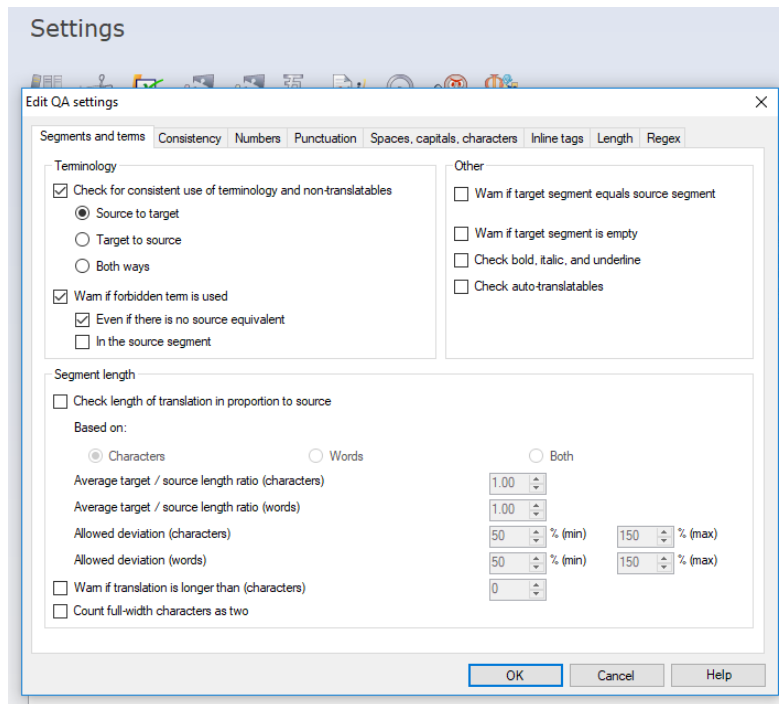 Settings
Edit QA settings
Segments and terms Consistency Numbers Punctuation Spaces, capitals, characters Inline tags Length Regex
Terminology
Check for consistent use of terminology and non-translatables
Source to target
Target to source
Both ways
Warn if forbidden term is used
Even if there is no source equivalent
In the source segment
Other
Warn if target segment equals source segment
Warn if target segment is empty
Check bold, italic, and underline
Check auto-translatables
Segment length
Check length of translation in proportion to source
Based on:
Characters Words Both
Average target / source length ratio (characters) 1.00
Average target / source length ratio (words) 1.00
Allowed deviation (characters) 50 % (min) 150 % (max)
Allowed deviation (words) 50 % (min) 150 % (max)
Warn if translation is longer than (characters) 0
Count full-width characters as two
OK Cancel Help